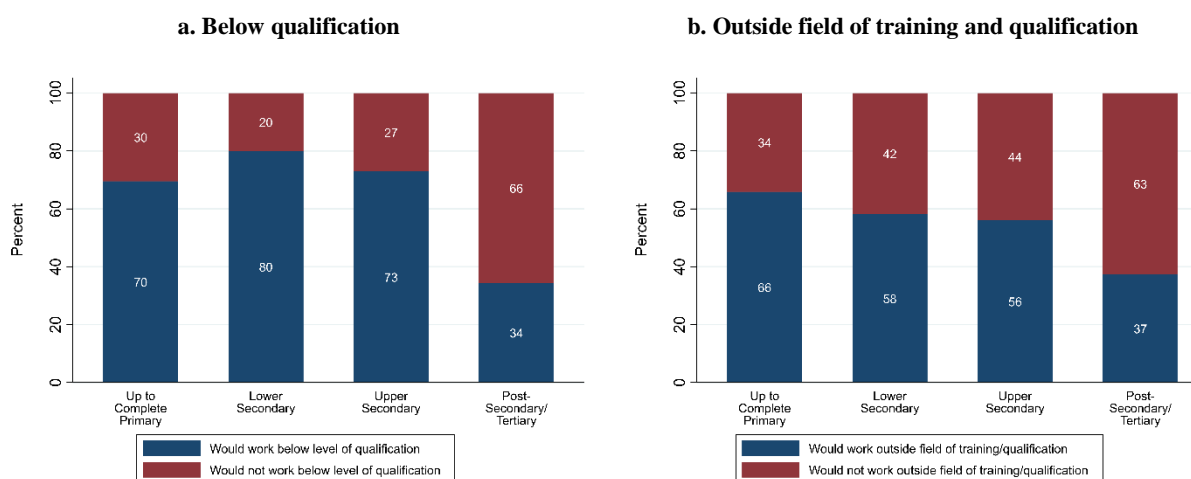 a. Below qualification
Percent
100
80
60
40
20
0
30
70
20
80
27
73
66
34
Up to
Complete
Primary
Lower
Secondary
Upper
Secondary
Post-
Secondary/
Tertiary
Would work below level of qualification
Would not work below level of qualification
b. Outside field of training and qualification
Percent
100
80
60
40
20
0
34
66
42
58
44
56
63
37
Up to
Complete
Primary
Lower
Secondary
Upper
Secondary
Post-
Secondary/
Tertiary
Would work outside field of training/qualification
Would not work outside field of training/qualification